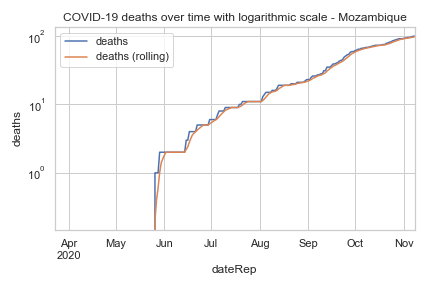 COVID-19 deaths over time with logarithmic scale - Mozambique
deaths
deaths (rolling)
10²
10¹
10⁰
deaths
Apr May Jun Jul Aug Sep Oct Nov
2020
dateRep